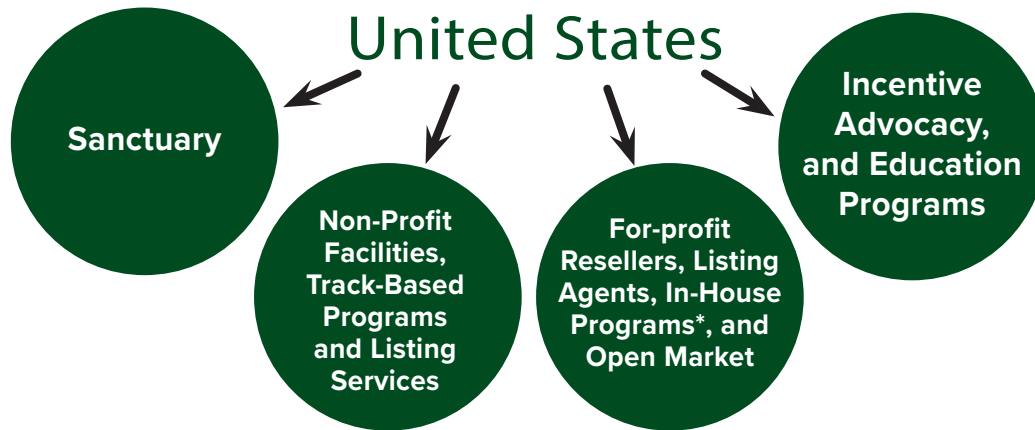 United States
Sanctuary
Non-Profit
Facilities,
Track-Based
Programs
and Listing
Services
For-profit
Resellers, Listing
Agents, In-House
Programs*, and
Open Market
Incentive
Advocacy,
and Education
Programs